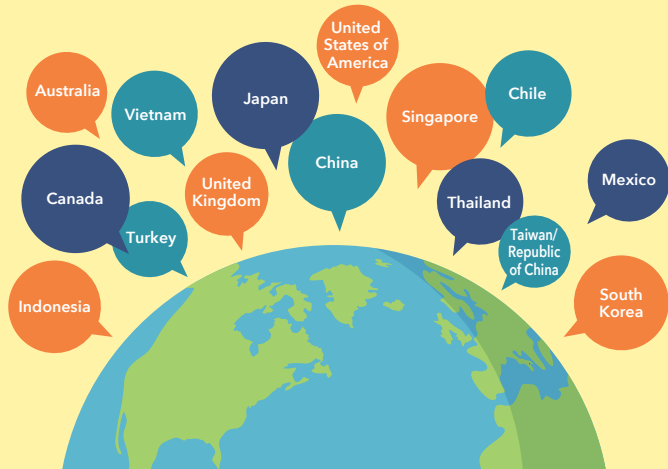 United
States of
America
Australia
Vietnam
Japan
Singapore
Chile
China
Canada
United
Kingdom
Thailand
Mexico
Turkey
Taiwan/
Republic
of China
Indonesia
South
Korea